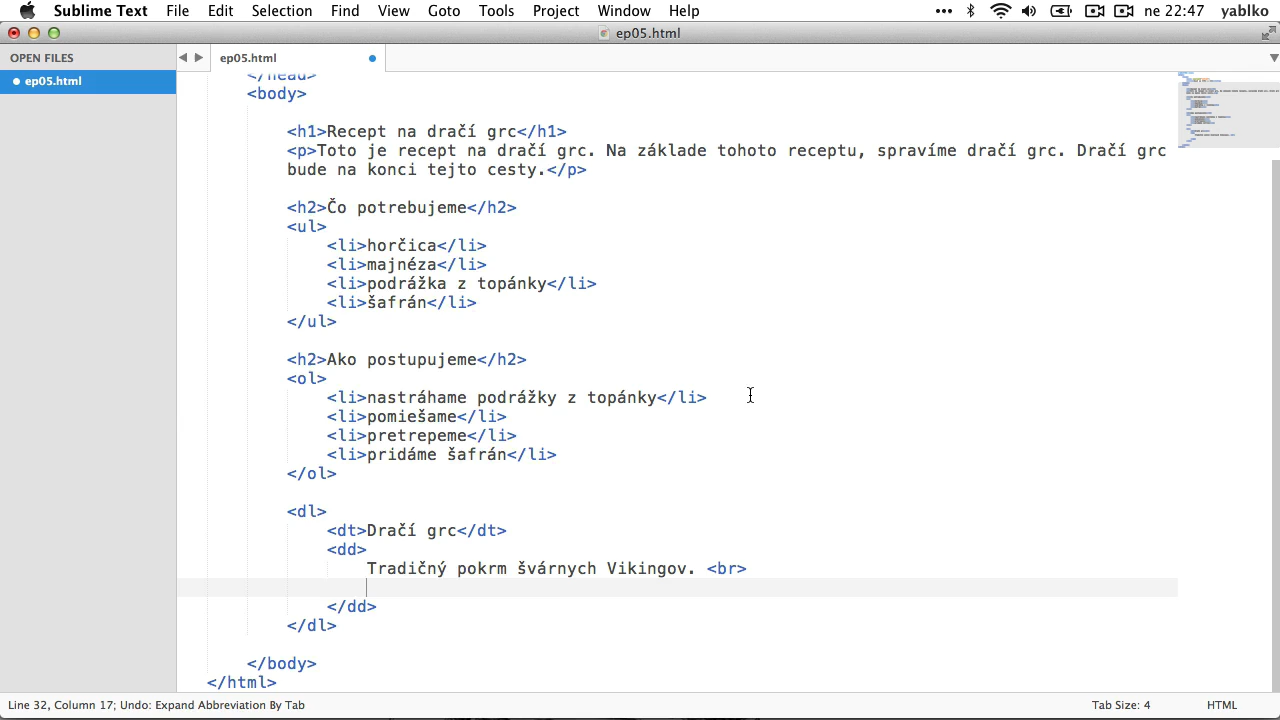 Sublime Text File Edit Selection Find View Goto Tools Project Window Help ne 22:47 yablko
ep05.html
OPEN FILES
ep05.html
ep05.html
</head>
<body>
<h1>Recept na dračí grc</h1>
<p>Toto je recept na dračí grc. Na základe tohoto receptu, spravíme dračí grc. Dračí grc
bude na konci tejto cesty.</p>
<h2>Čo potrebujeme</h2>
<ul>
<li>horčica</li>
<li>majnéza</li>
<li>podrážka z topánky</li>
<li>šafrán</li>
</ul>
<h2>Ako postupujeme</h2>
<ol>
<li>nastráhame podrážky z topánky</li>
<li>pomiešame</li>
<li>pretrepeme</li>
<li>pridáme šafrán</li>
</ol>
<dl>
<dt>Dračí grc</dt>
<dd>
Tradičný pokrm švárnych Vikingov. <br>
</dd>
</dl>
</body>
</html>
Line 32, Column 17; Undo: Expand Abbreviation By Tab Tab Size: 4 HTML